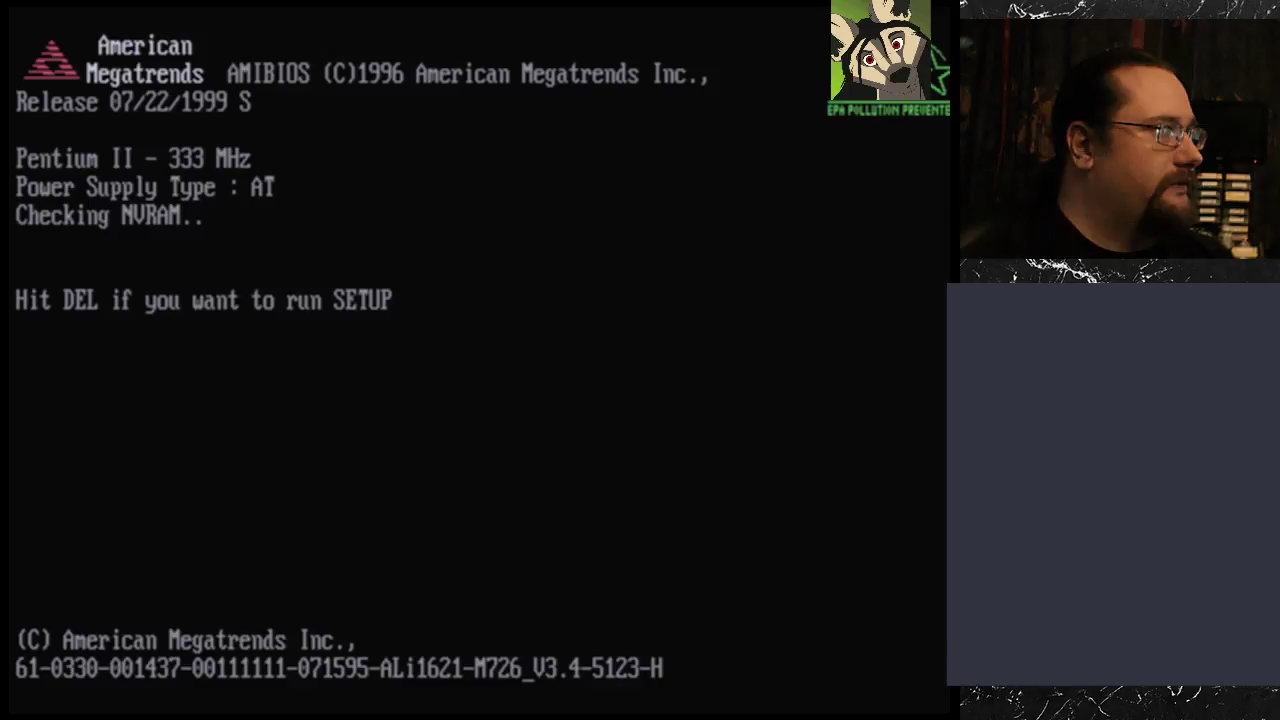 American
Megatrends AMIBIOS (C)1996 American Megatrends Inc.,
Release 07/22/1999 S
EPA POLLUTION PREVENTE
Pentium II - 333 MHz
Power Supply Type : AT
Checking NVRAM..
Hit DEL if you want to run SETUP
(C) American Megatrends Inc.,
61-0330-001437-00111111-071595-ALi1621-M726_V3.4-5123-H